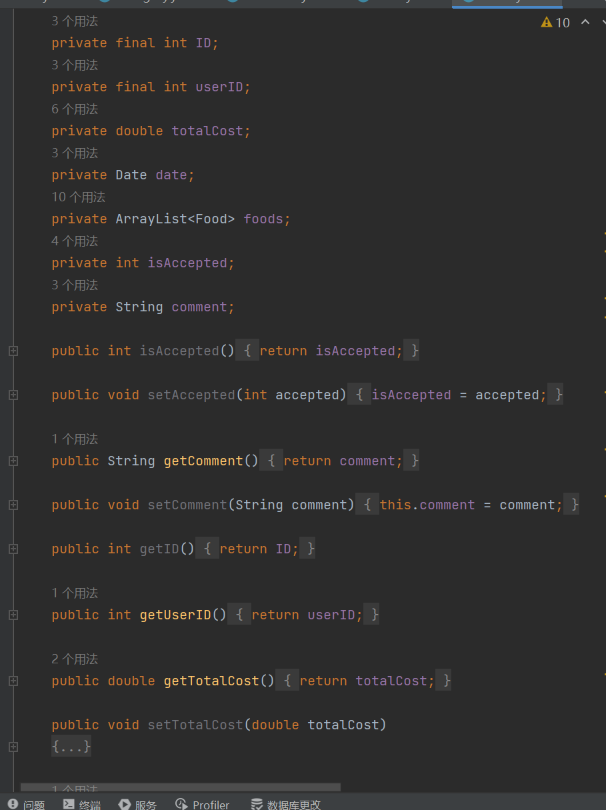 3 个用法
10
private final int ID;
3 个用法
private final int userID;
6 个用法
private double totalCost;
3 个用法
private Date date;
10 个用法
private ArrayList<Food> foods;
4 个用法
private int isAccepted;
3 个用法
private String comment;
public int isAccepted() { return isAccepted; }
public void setAccepted(int accepted) { isAccepted = accepted; }
1 个用法
public String getComment() { return comment; }
public void setComment(String comment) { this.comment = comment; }
public int getID() { return ID; }
1 个用法
public int getUserID() { return userID; }
2 个用法
public double getTotalCost() { return totalCost; }
public void setTotalCost(double totalCost)
{...}
1 个用法
问题 终端 服务 Profiler 数据库更改